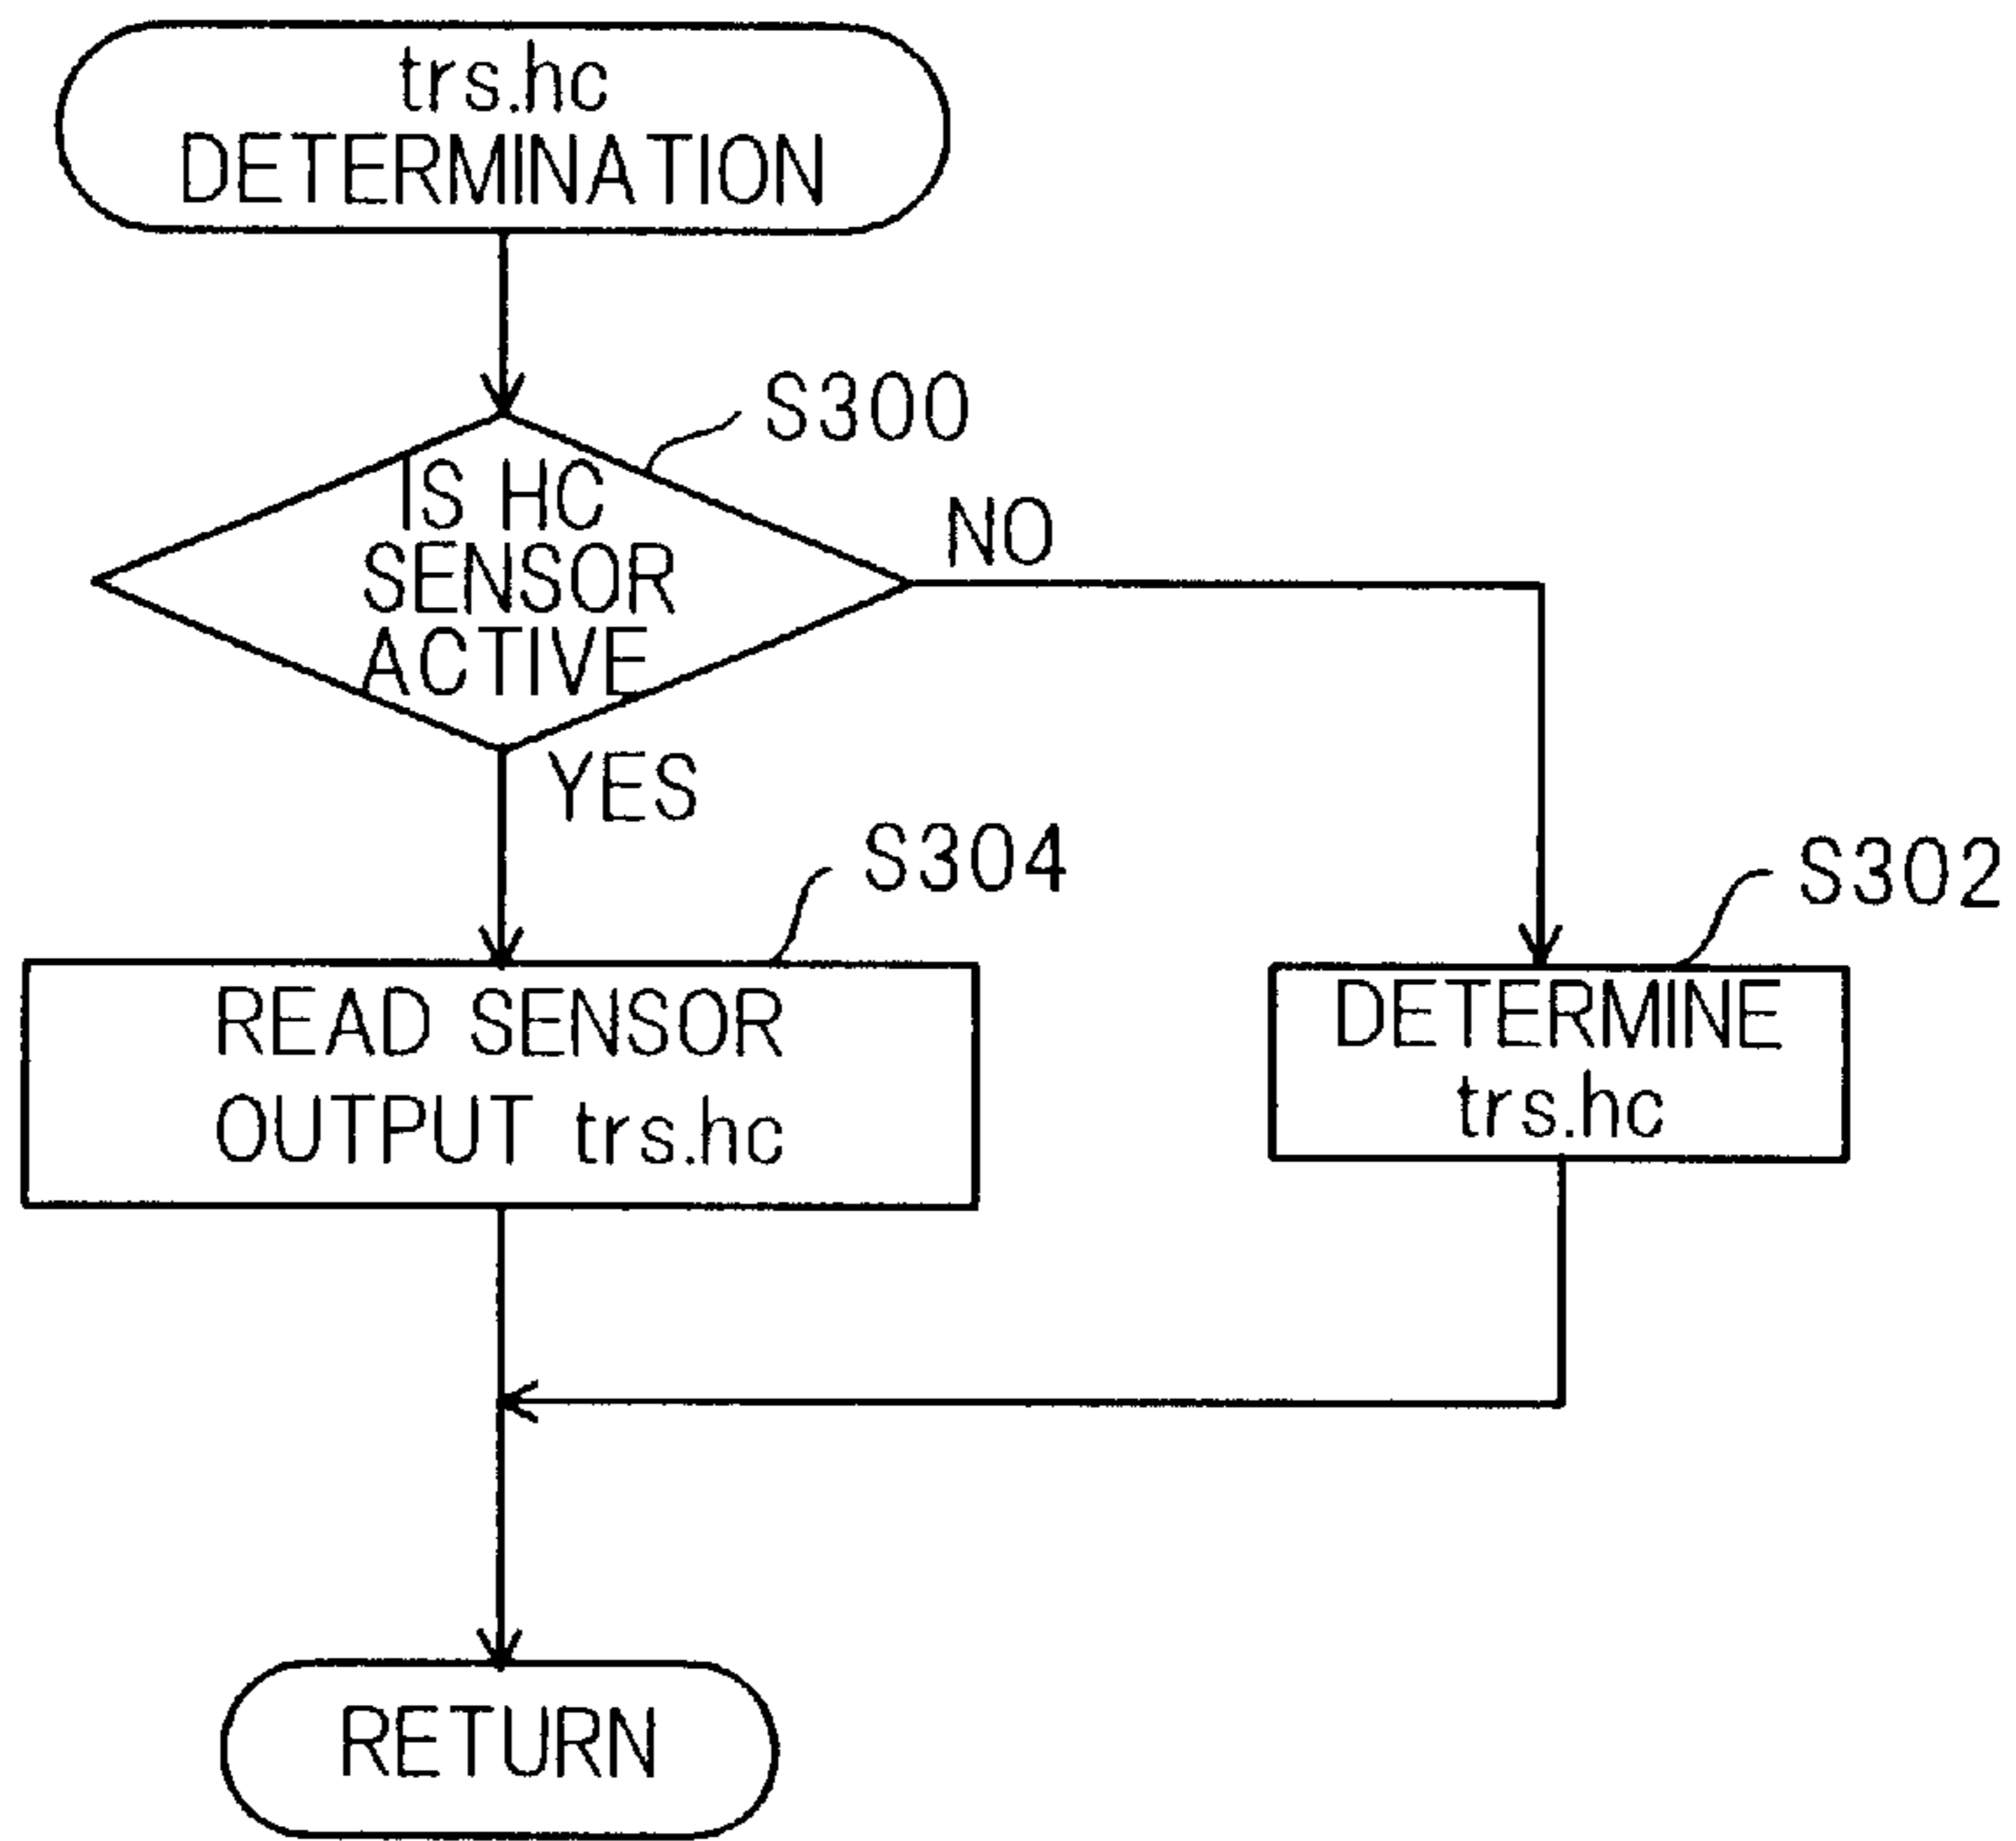 trs.hc
DETERMINATION
S300
IS HC
SENSOR
ACTIVE
NO
YES
S304
S302
READ SENSOR
OUTPUT trs.hc
DETERMINE
trs.hc
RETURN